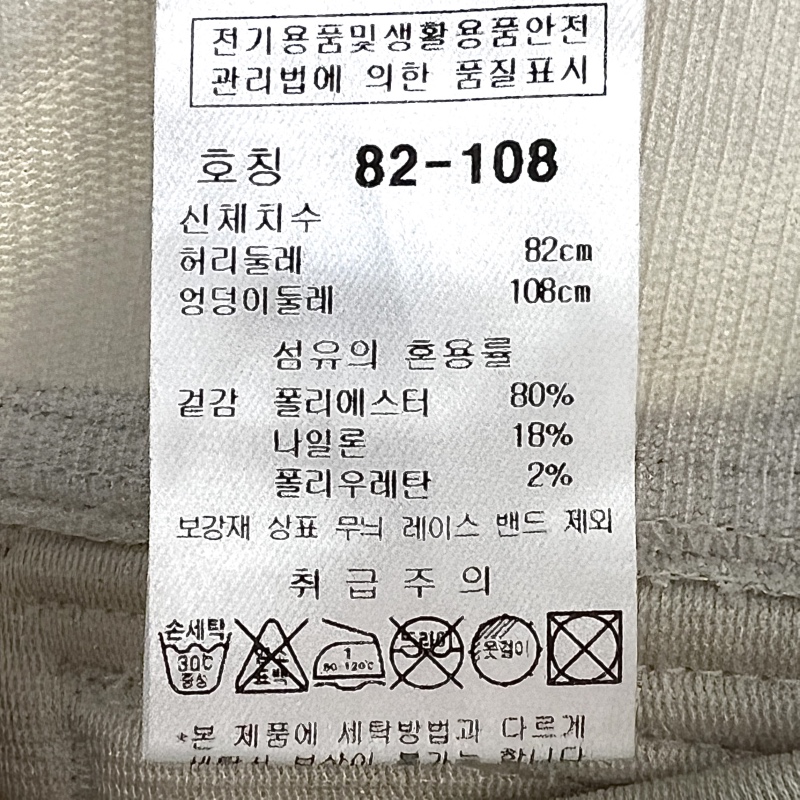 전기용품및생활용품안전
관리법에 의한 품질표시
호칭 82-108
신체치수
허리둘레 82cm
엉덩이둘레 108cm
섬유의 혼용률
겉감 폴리에스터 80%
나일론 18%
폴리우레탄 2%
보강재 상표 무늬 레이스 밴드 제외
취급주의
손세탁 30℃ 중성
염소 표백
1 80-120℃
드라이
옷걸이
*본 제품에 세탁방법과 다르게